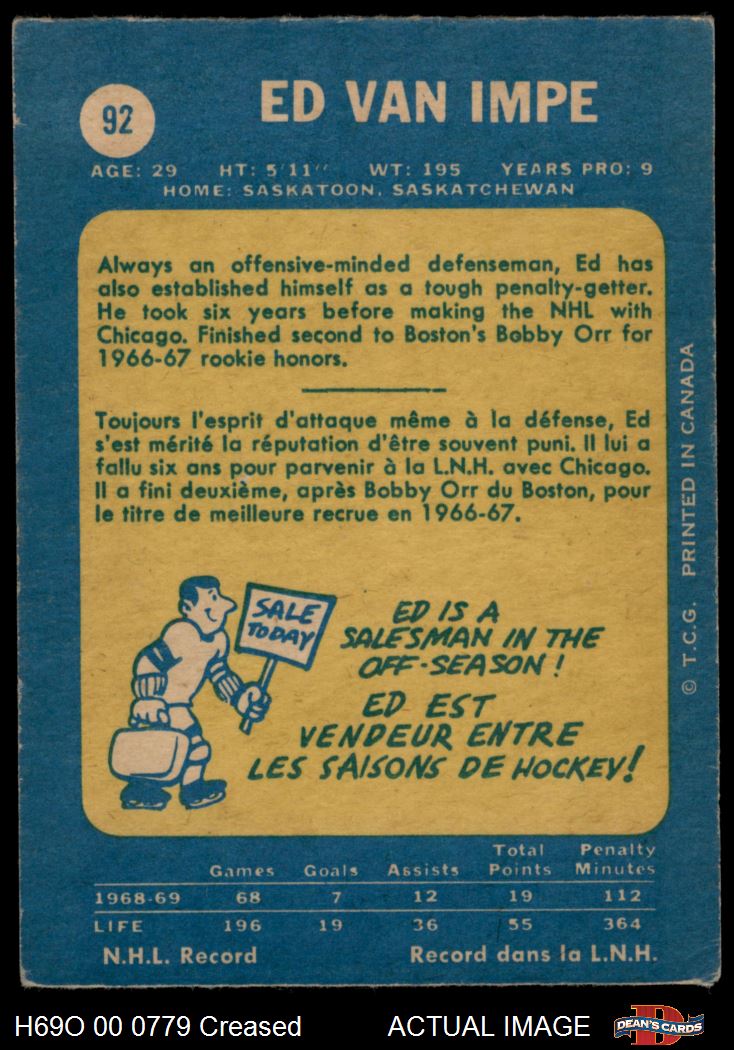 92
ED VAN IMPE
AGE: 29 HT: 5'11" WT: 195 YEARS PRO: 9
HOME: SASKATOON, SASKATCHEWAN
Always an offensive-minded defenseman, Ed has
also established himself as a tough penalty-getter.
He took six years before making the NHL with
Chicago. Finished second to Boston's Bobby Orr for
1966-67 rookie honors.
Toujours l'esprit d'attaque même à la défense, Ed
s'est mérité la réputation d'être souvent puni. Il lui a
fallu six ans pour parvenir à la L.N.H. avec Chicago.
Il a fini deuxième, après Bobby Orr du Boston, pour
le titre de meilleure recrue en 1966-67.
SALE
TODAY
ED IS A
SALESMAN IN THE
OFF-SEASON!
ED EST
VENDEUR ENTRE
LES SAISONS DE HOCKEY!
© T.C.G. PRINTED IN CANADA
Games Goals Assists Total Points Penalty Minutes
1968-69 68 7 12 19 112
LIFE 196 19 36 55 364
N.H.L. Record Record dans la L.N.H.
H69O 00 0779 Creased ACTUAL IMAGE
D
DEAN'S CARDS